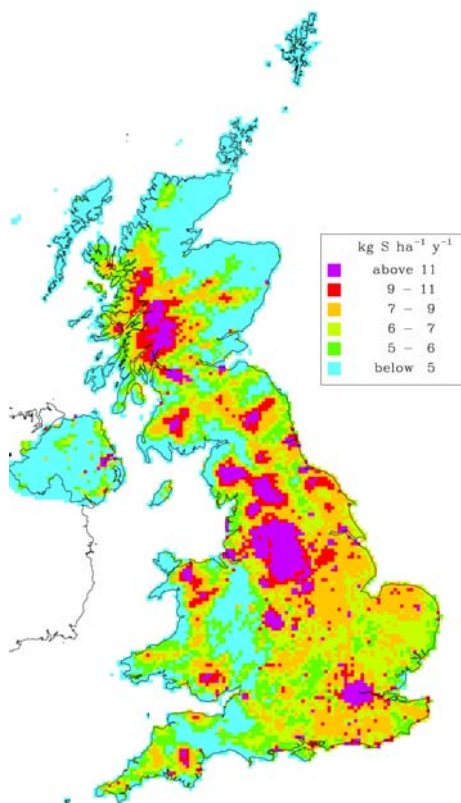 kg S ha⁻¹ y⁻¹
above 11
9 – 11
7 – 9
6 – 7
5 – 6
below 5